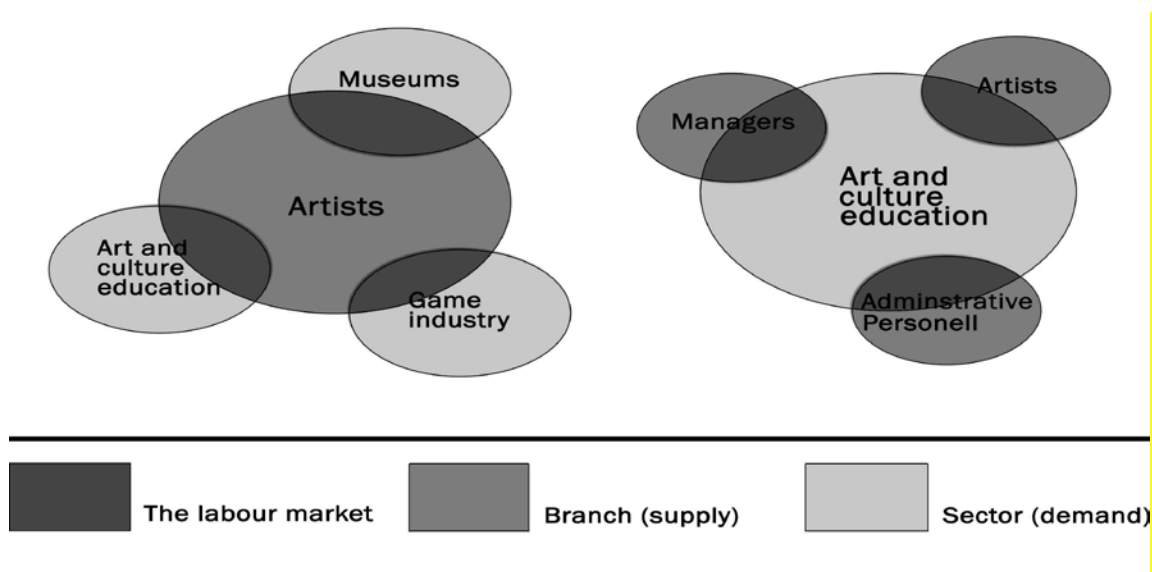 Museums
Artists
Art and
culture
education
Game
industry
Managers
Artists
Art and
culture
education
Adminstrative
Personell
The labour market
Branch (supply)
Sector (demand)